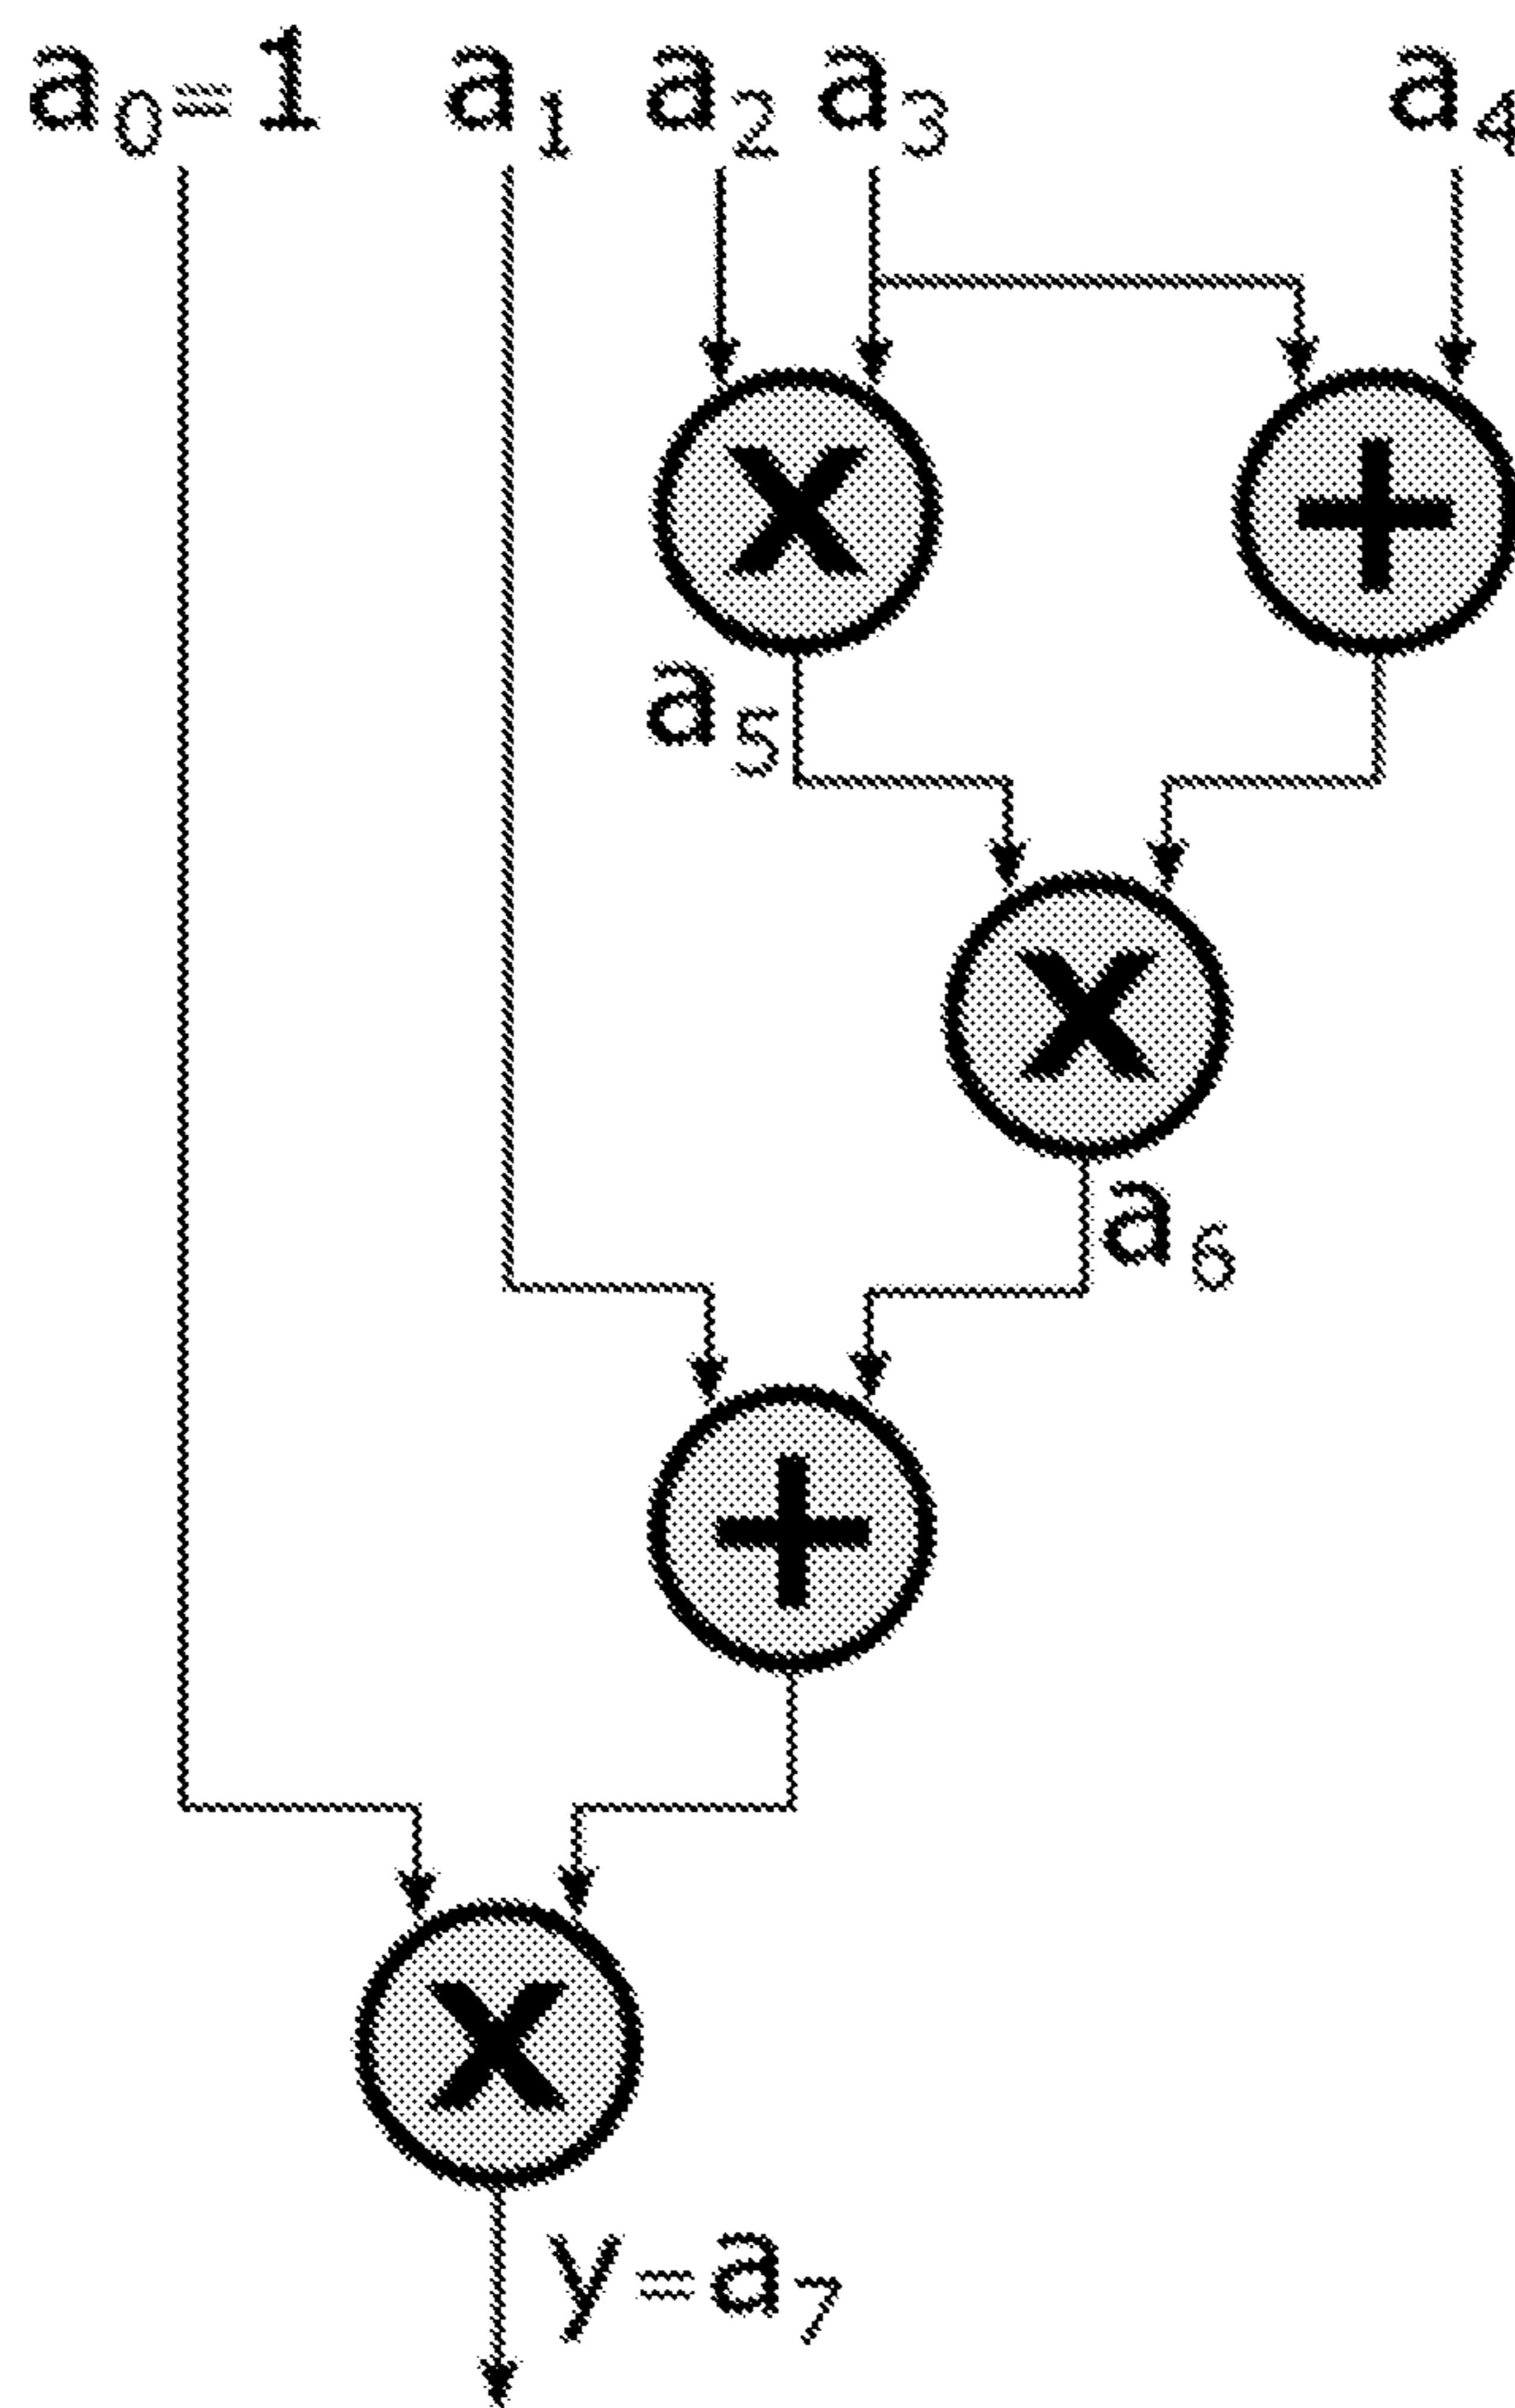 a₀=1 a₁ a₂ a₃ a₄
× +
a₅
×
a₆
+
×
y=a₇